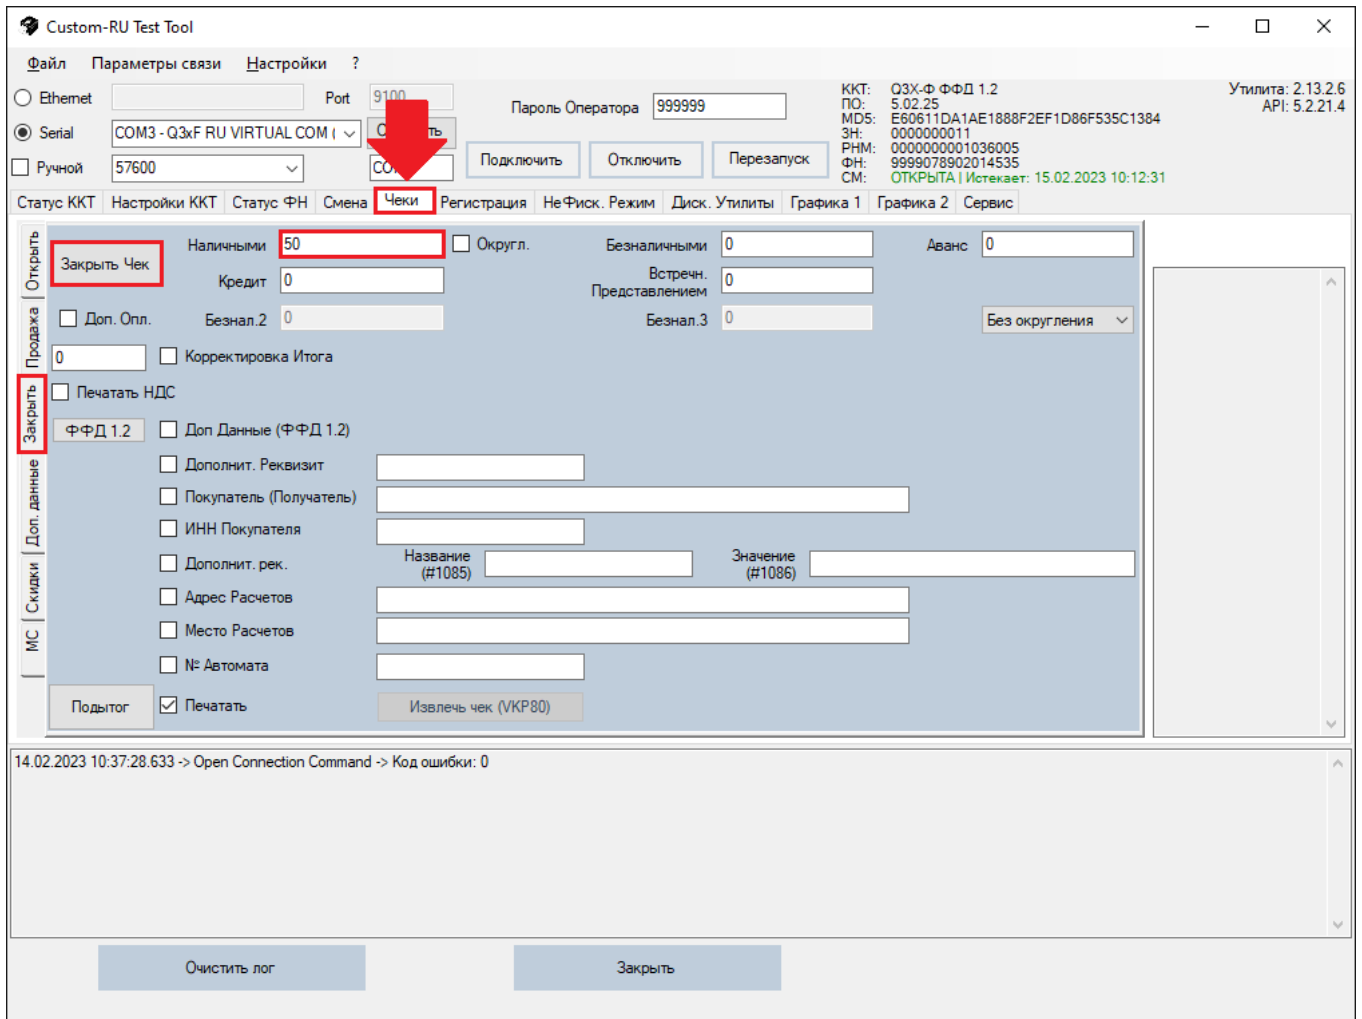 Custom-RU Test Tool
Файл Параметры связи Настройки ?
Ethernet Port 9100
Serial COM3 - Q3xF RU VIRTUAL COM (
Ручной 57600
Пароль Оператора 999999
Подключить Отключить Перезапуск
ККТ: Q3X-Ф ФФД 1.2
ПО: 5.02.25
MD5: E60611DA1AE1888F2EF1D86F535C1384
ЗН: 0000000011
РНМ: 0000000001036005
ФН: 9999078902014535
СМ: ОТКРЫТА | Истекает: 15.02.2023 10:12:31
Утилита: 2.13.2.6
API: 5.2.21.4
Статус ККТ Настройки ККТ Статус ФН Смена Чеки Регистрация НеФиск. Режим Диск. Утилиты Графика 1 Графика 2 Сервис
Открыть
Продажа
Закрыть
Доп. данные
Скидки
МС
Закрыть Чек
Наличными 50 Округл. Безналичными 0 Аванс 0
Кредит 0 Встречн. Представлением 0
Доп. Опл. Безнал.2 0 Безнал.3 0 Без округления
0 Корректировка Итога
Печатать НДС
ФФД 1.2 Доп Данные (ФФД 1.2)
Дополнит. Реквизит
Покупатель (Получатель)
ИНН Покупателя
Дополнит. рек. Название (#1085) Значение (#1086)
Адрес Расчетов
Место Расчетов
№ Автомата
Подытог Печатать Извлечь чек (VKP80)
14.02.2023 10:37:28.633 -> Open Connection Command -> Код ошибки: 0
Очистить лог Закрыть